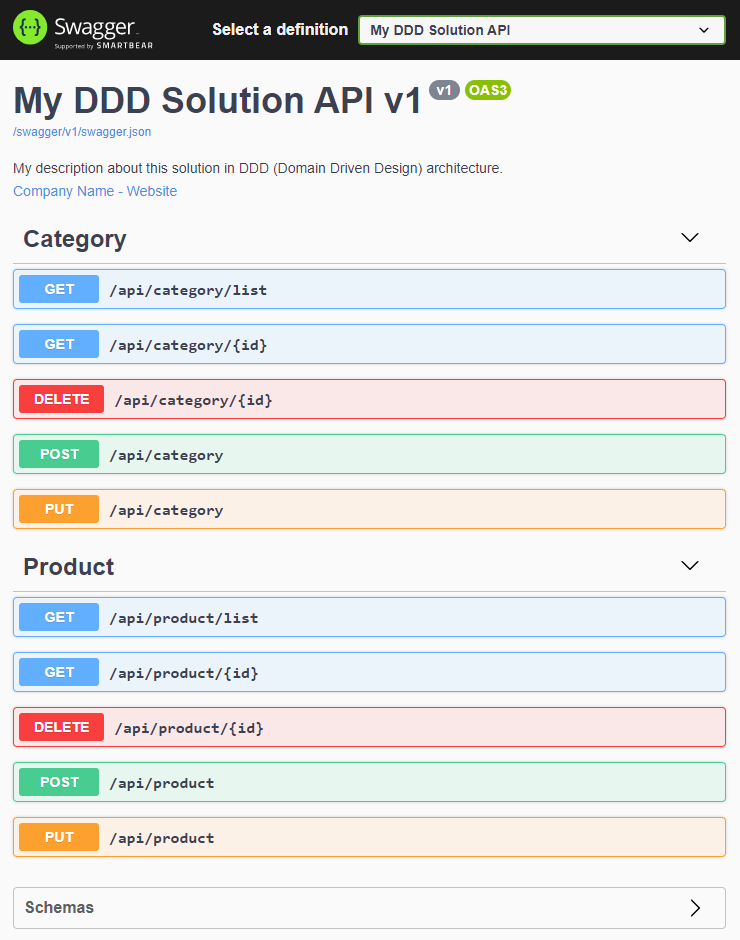 {···} Swagger.
Supported by SMARTBEAR
Select a definition
My DDD Solution API
My DDD Solution API v1 v1 OAS3
/swagger/v1/swagger.json
My description about this solution in DDD (Domain Driven Design) architecture.
Company Name - Website
Category
GET /api/category/list
GET /api/category/{id}
DELETE /api/category/{id}
POST /api/category
PUT /api/category
Product
GET /api/product/list
GET /api/product/{id}
DELETE /api/product/{id}
POST /api/product
PUT /api/product
Schemas